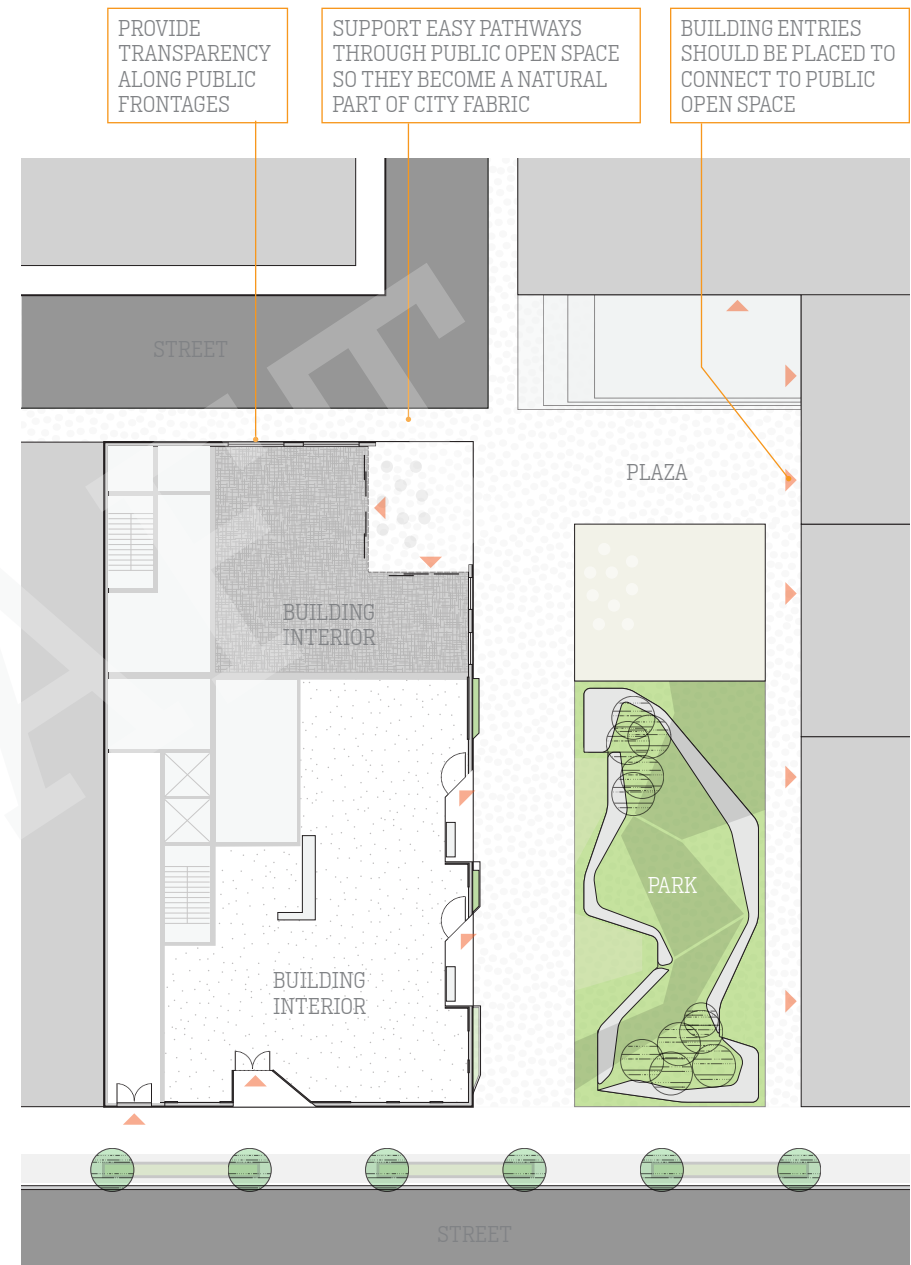 PROVIDE
TRANSPARENCY
ALONG PUBLIC
FRONTAGES
SUPPORT EASY PATHWAYS
THROUGH PUBLIC OPEN SPACE
SO THEY BECOME A NATURAL
PART OF CITY FABRIC
BUILDING ENTRIES
SHOULD BE PLACED TO
CONNECT TO PUBLIC
OPEN SPACE
STREET
PLAZA
BUILDING
INTERIOR
PARK
BUILDING
INTERIOR
STREET